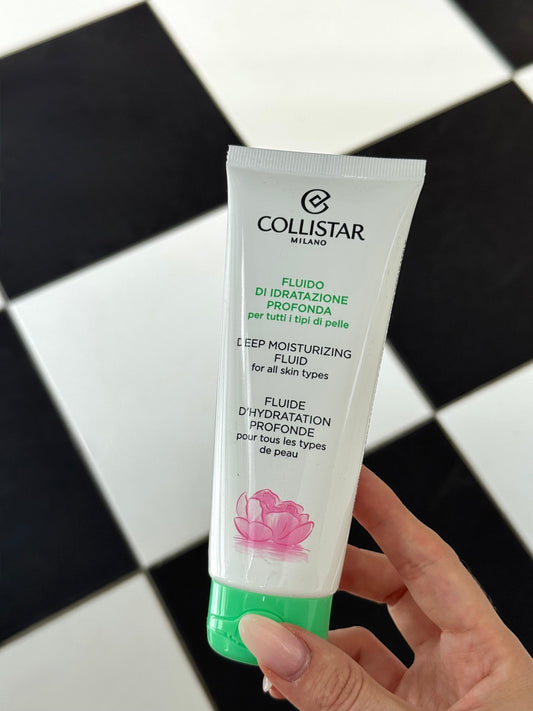 COLLISTAR
MILANO
FLUIDO
DI IDRATAZIONE
PROFONDA
per tutti i tipi di pelle
DEEP MOISTURIZING
FLUID
for all skin types
FLUIDE
D'HYDRATATION
PROFONDE
pour tous les types
de peau